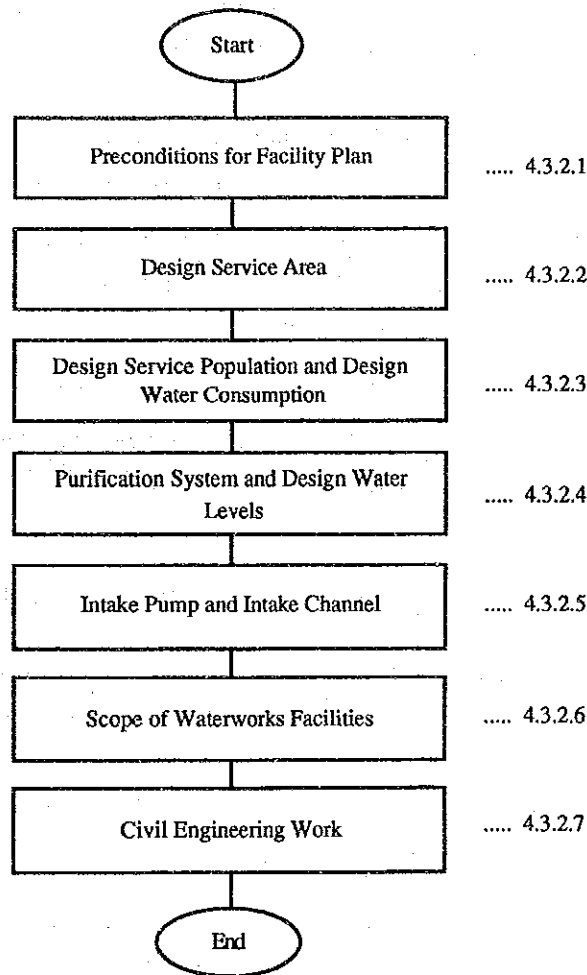 Start
Preconditions for Facility Plan
..... 4.3.2.1
Design Service Area
..... 4.3.2.2
Design Service Population and Design
Water Consumption
..... 4.3.2.3
Purification System and Design Water
Levels
..... 4.3.2.4
Intake Pump and Intake Channel
..... 4.3.2.5
Scope of Waterworks Facilities
..... 4.3.2.6
Civil Engineering Work
..... 4.3.2.7
End